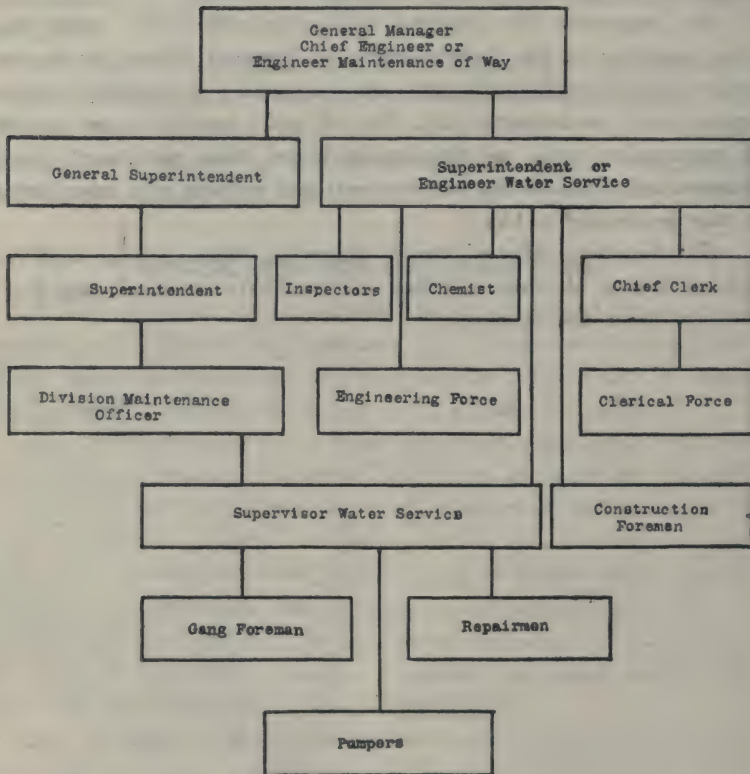 General Manager
Chief Engineer or
Engineer Maintenance of Way
General Superintendent
Superintendent or
Engineer Water Service
Superintendent
Inspectors
Chemist
Chief Clerk
Division Maintenance
Officer
Engineering Force
Clerical Force
Supervisor Water Service
Construction
Foremen
Gang Foreman
Repairmen
Pumpers